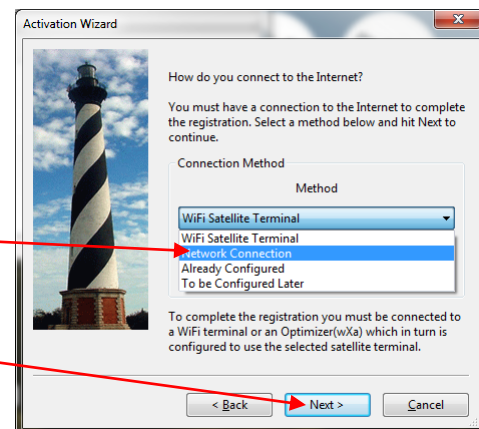 Activation Wizard
x
How do you connect to the Internet?
You must have a connection to the Internet to complete
the registration. Select a method below and hit Next to
continue.
Connection Method
Method
WiFi Satellite Terminal
WiFi Satellite Terminal
Network Connection
Already Configured
To be Configured Later
To complete the registration you must be connected to
a WiFi terminal or an Optimizer(wXa) which in turn is
configured to use the selected satellite terminal.
< Back Next > Cancel